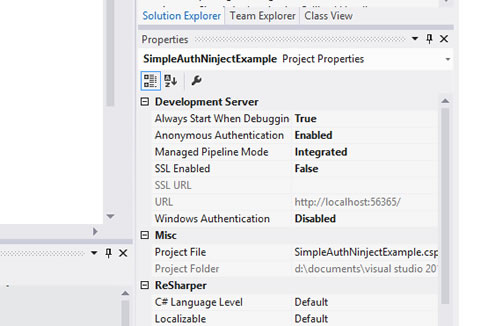 Solution Explorer Team Explorer Class View
Properties
SimpleAuthNinjectExample Project Properties
Development Server
Always Start When Debuggin True
Anonymous Authentication Enabled
Managed Pipeline Mode Integrated
SSL Enabled False
SSL URL
URL http://localhost:56365/
Windows Authentication Disabled
Misc
Project File SimpleAuthNinjectExample.csp
Project Folder d:\documents\visual studio 201
ReSharper
C# Language Level Default
Localizable Default